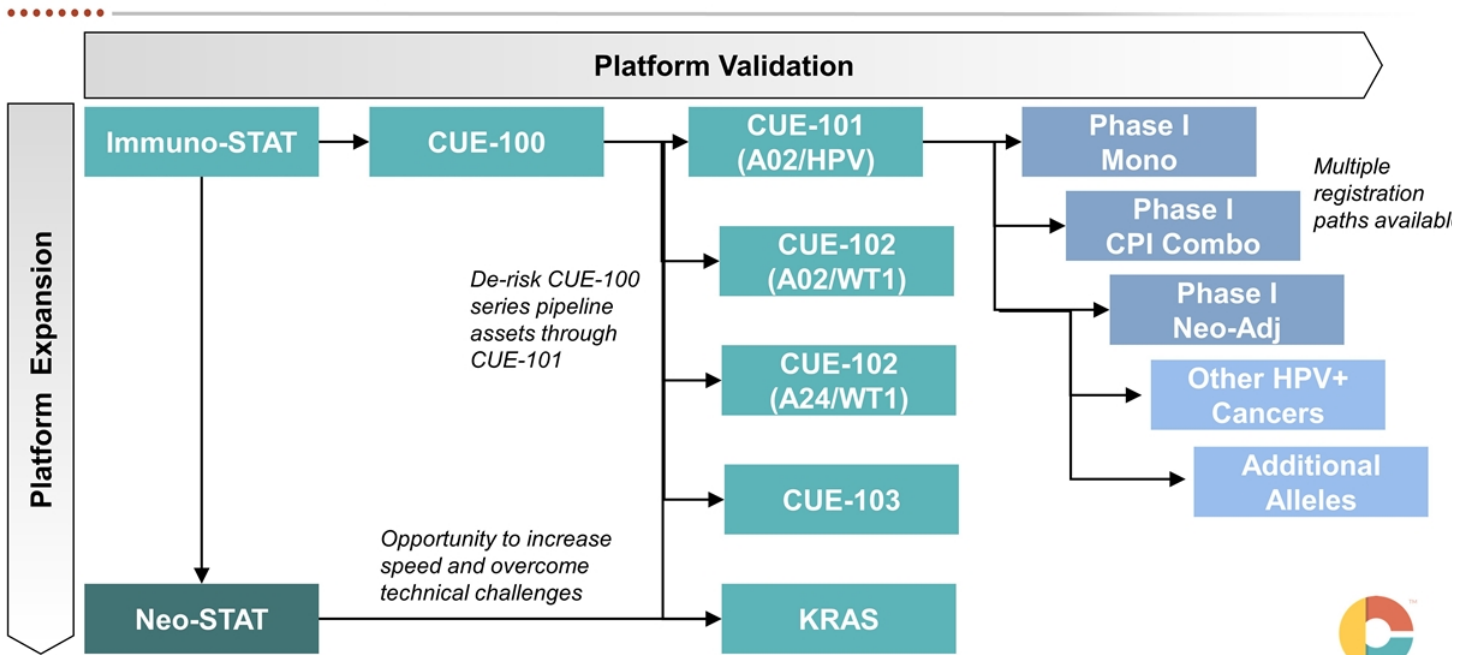 Platform Validation
Platform Expansion
Immuno-STAT
CUE-100
CUE-101
(A02/HPV)
Phase I
Mono
Multiple
registration
paths availabl
Phase I
CPI Combo
CUE-102
(A02/WT1)
De-risk CUE-100
series pipeline
assets through
CUE-101
Phase I
Neo-Adj
CUE-102
(A24/WT1)
Other HPV+
Cancers
Additional
Alleles
CUE-103
Opportunity to increase
speed and overcome
technical challenges
Neo-STAT
KRAS
TM